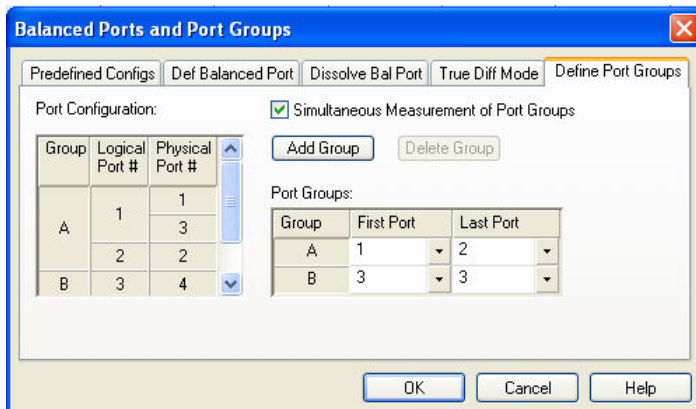 Balanced Ports and Port Groups
Predefined Configs Def Balanced Port Dissolve Bal Port True Diff Mode Define Port Groups
Port Configuration:
Simultaneous Measurement of Port Groups
Add Group Delete Group
Group Logical Port # Physical Port #
A 1 1
3
2 2
B 3 4
Port Groups:
Group First Port Last Port
A 1 2
B 3 3
OK Cancel Help